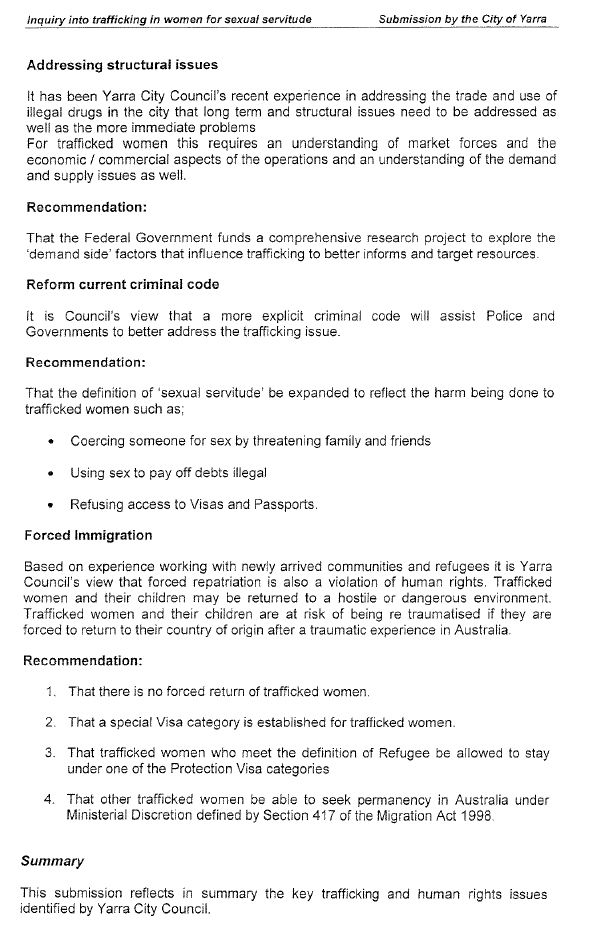 Inquiry into trafficking in women for sexual servitude Submission by the City of Yarra
Addressing structural issues
It has been Yarra City Council's recent experience in addressing the trade and use of
illegal drugs in the city that long term and structural issues need to be addressed as
well as the more immediate problems
For trafficked women this requires an understanding of market forces and the
economic / commercial aspects of the operations and an understanding of the demand
and supply issues as well.
Recommendation:
That the Federal Government funds a comprehensive research project to explore the
'demand side' factors that influence trafficking to better informs and target resources.
Reform current criminal code
It is Council's view that a more explicit criminal code will assist Police and
Governments to better address the trafficking issue.
Recommendation:
That the definition of 'sexual servitude' be expanded to reflect the harm being done to
trafficked women such as;
• Coercing someone for sex by threatening family and friends
• Using sex to pay off debts illegal
• Refusing access to Visas and Passports.
Forced Immigration
Based on experience working with newly arrived communities and refugees it is Yarra
Council's view that forced repatriation is also a violation of human rights. Trafficked
women and their children may be returned to a hostile or dangerous environment.
Trafficked women and their children are at risk of being re traumatised if they are
forced to return to their country of origin after a traumatic experience in Australia.
Recommendation:
1. That there is no forced return of trafficked women.
2. That a special Visa category is established for trafficked women.
3. That trafficked women who meet the definition of Refugee be allowed to stay
under one of the Protection Visa categories
4. That other trafficked women be able to seek permanency in Australia under
Ministerial Discretion defined by Section 417 of the Migration Act 1998.
Summary
This submission reflects in summary the key trafficking and human rights issues
identified by Yarra City Council.